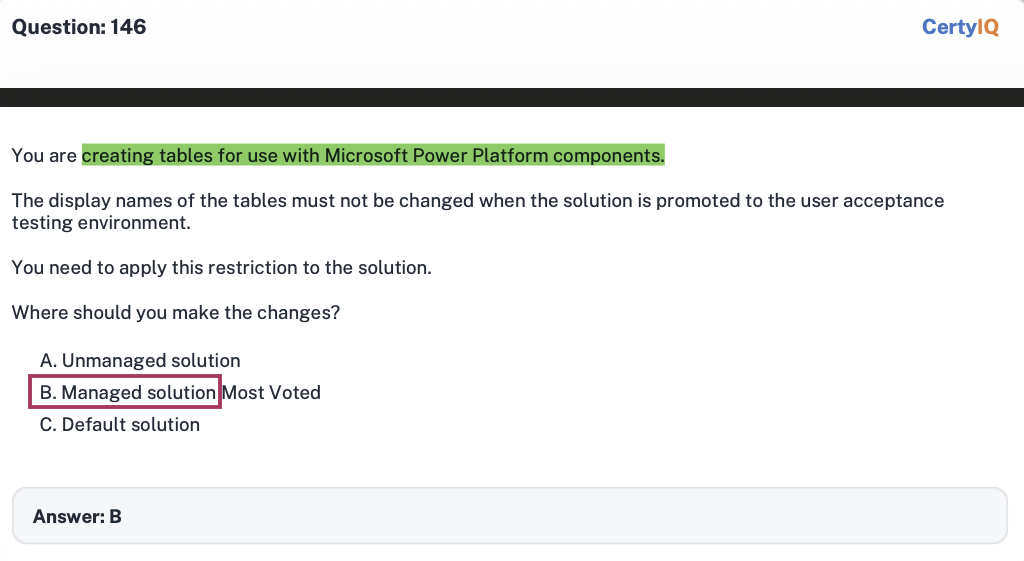 Question: 146
CertyIQ
You are creating tables for use with Microsoft Power Platform components.
The display names of the tables must not be changed when the solution is promoted to the user acceptance
testing environment.
You need to apply this restriction to the solution.
Where should you make the changes?
A. Unmanaged solution
B. Managed solution Most Voted
C. Default solution
Answer: B